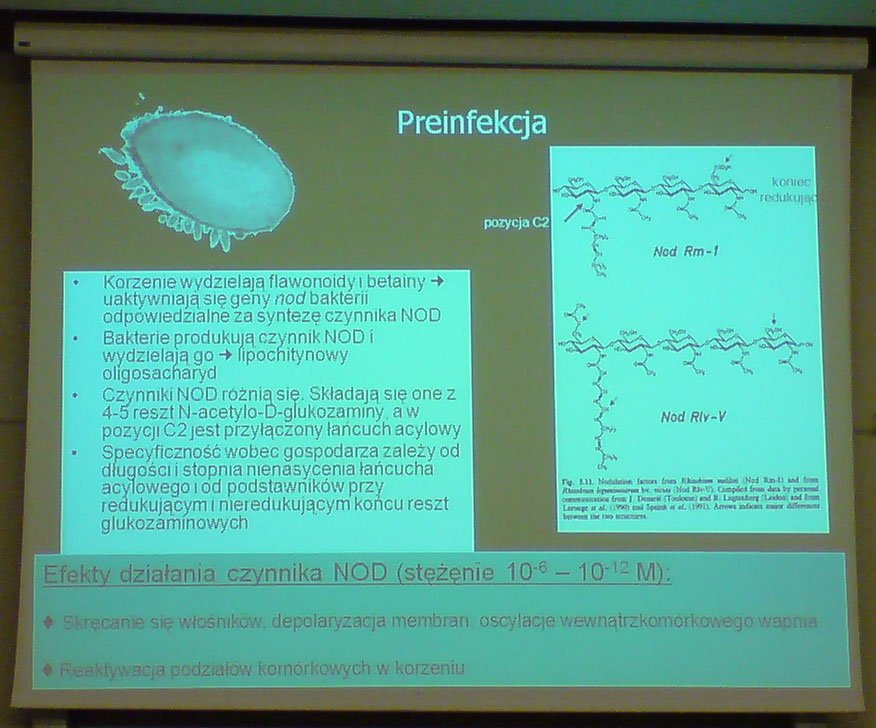 Preinfekcja
koniec
redukując
pozycja C2
Nod Rm-1
Nod Rlv-V
• Korzenie wydzielają flawonoidy i betainy →
uaktywniają się geny nod bakterii
odpowiedzialne za syntezę czynnika NOD
• Bakterie produkują czynnik NOD i
wydzielają go → lipochitynowy
oligosacharyd
• Czynniki NOD różnią się. Składają się one z
4-5 reszt N-acetylo-D-glukozaminy, a w
pozycji C2 jest przyłączony łańcuch acylowy
• Specyficzność wobec gospodarza zależy od
długości i stopnia nienasycenia łańcucha
acylowego i od podstawników przy
redukującym i nieredukującym końcu reszt
glukozaminowych
Fig. 3.11. Nodulation factors from Rhizobium meliloti (Nod Rm-1) and from
Rhizobium leguminosarum bv. viciae (Nod Rlv-V). Compiled from data by personal
communication from J. Denarié (Toulouse) and B. Lugtenberg (Leiden) and from
Lerouge et al. (1990) and Spaink et al. (1991). Arrows indicate major differences
between the two structures.
Efekty działania czynnika NOD (stężęnie 10⁻⁶ – 10⁻¹² M):
♦ Skręcanie się włośników, depolaryzacja membran, oscylacje wewnątrzkomórkowego wapnia
♦ Reaktywacja podziałów komórkowych w korzeniu